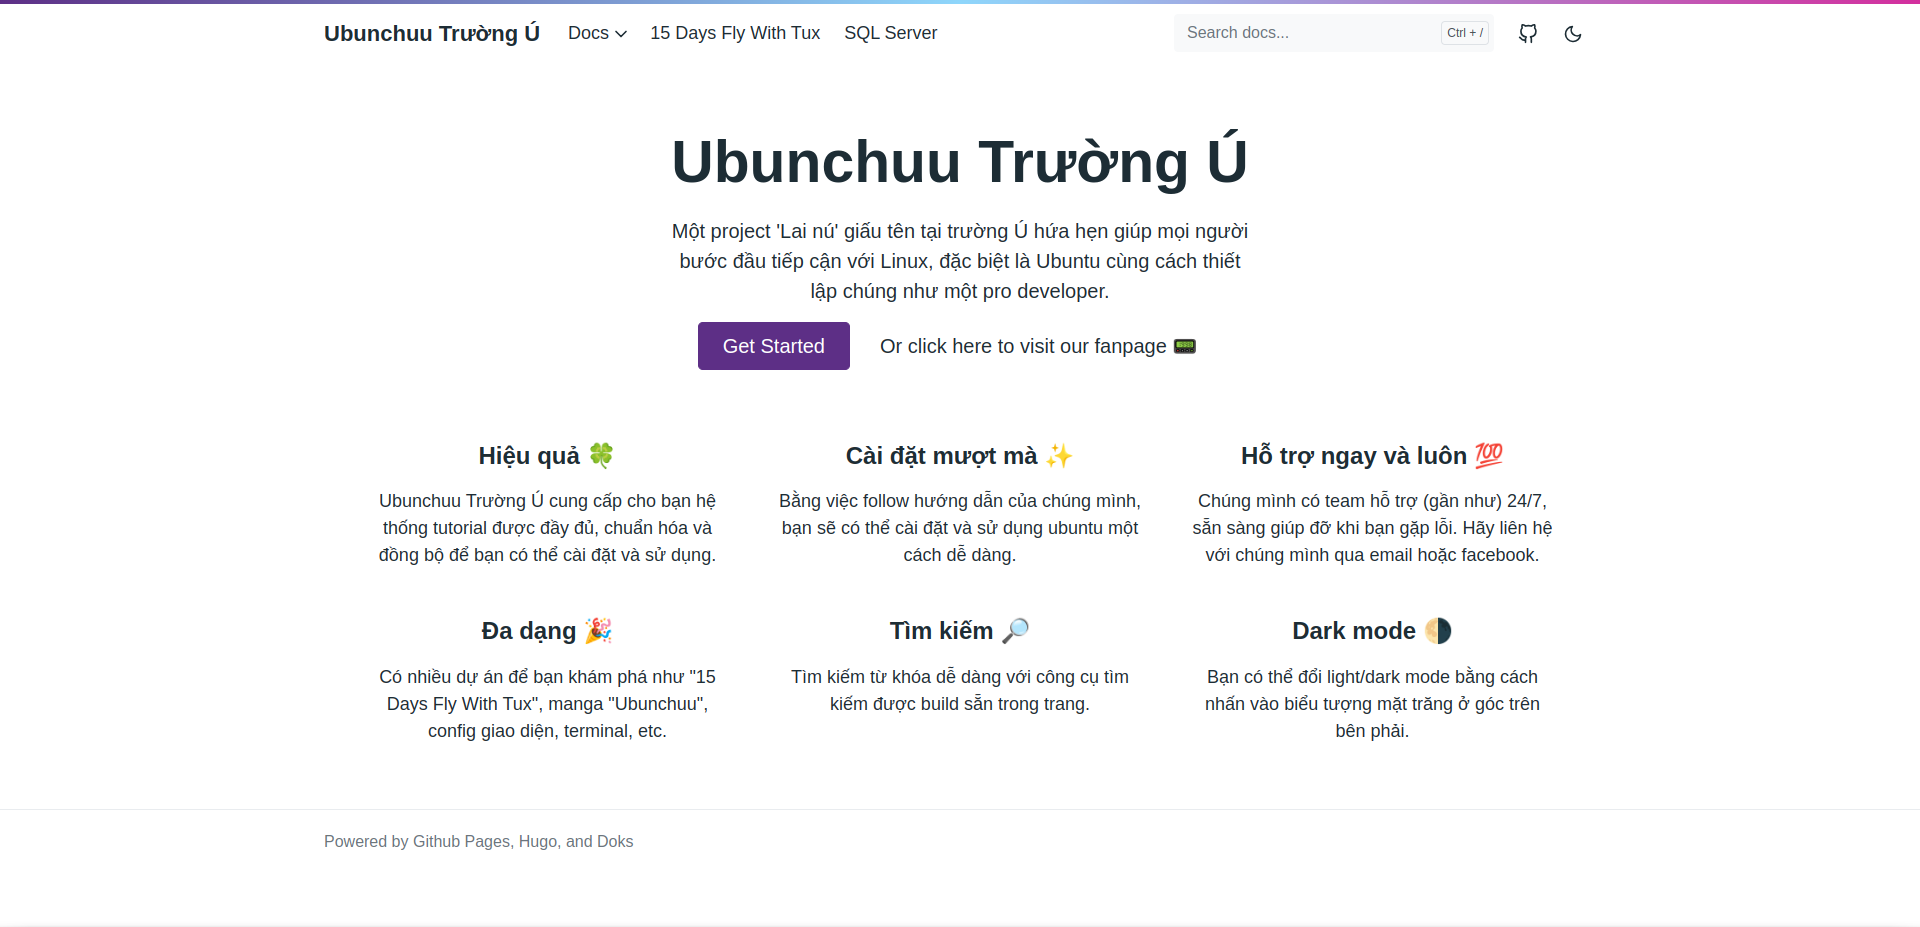 Ubunchuu Trường Ú Docs 15 Days Fly With Tux SQL Server Search docs... Ctrl + /
Ubunchuu Trường Ú
Một project 'Lai nú' giấu tên tại trường Ú hứa hẹn giúp mọi người
bước đầu tiếp cận với Linux, đặc biệt là Ubuntu cùng cách thiết
lập chúng như một pro developer.
Get Started Or click here to visit our fanpage 📟
Hiệu quả 🍀
Ubunchuu Trường Ú cung cấp cho bạn hệ
thống tutorial được đầy đủ, chuẩn hóa và
đồng bộ để bạn có thể cài đặt và sử dụng.
Cài đặt mượt mà ✨
Bằng việc follow hướng dẫn của chúng mình,
bạn sẽ có thể cài đặt và sử dụng ubuntu một
cách dễ dàng.
Hỗ trợ ngay và luôn 💯
Chúng mình có team hỗ trợ (gần như) 24/7,
sẵn sàng giúp đỡ khi bạn gặp lỗi. Hãy liên hệ
với chúng mình qua email hoặc facebook.
Đa dạng 🎉
Có nhiều dự án để bạn khám phá như "15
Days Fly With Tux", manga "Ubunchuu",
config giao diện, terminal, etc.
Tìm kiếm 🔎
Tìm kiếm từ khóa dễ dàng với công cụ tìm
kiếm được build sẵn trong trang.
Dark mode 🌗
Bạn có thể đổi light/dark mode bằng cách
nhấn vào biểu tượng mặt trăng ở góc trên
bên phải.
Powered by Github Pages, Hugo, and Doks